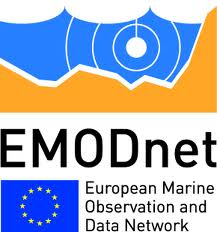 EMODnet
European Marine
Observation and
Data Network